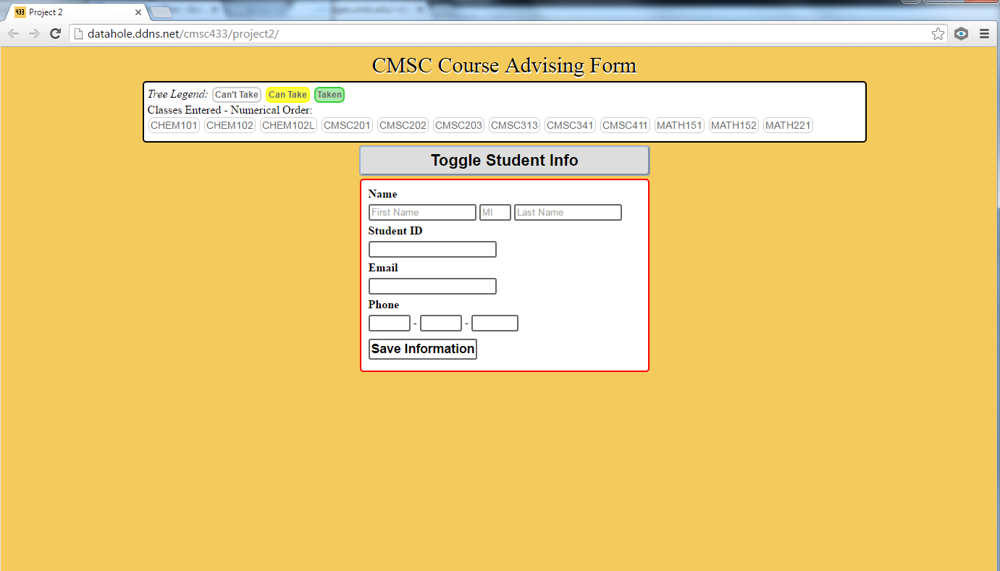 433 Project 2
datahole.ddns.net/cmsc433/project2/
CMSC Course Advising Form
Tree Legend: Can't Take Can Take Taken
Classes Entered - Numerical Order:
CHEM101 CHEM102 CHEM102L CMSC201 CMSC202 CMSC203 CMSC313 CMSC341 CMSC411 MATH151 MATH152 MATH221
Toggle Student Info
Name
First Name MI Last Name
Student ID
Email
Phone
- -
Save Information